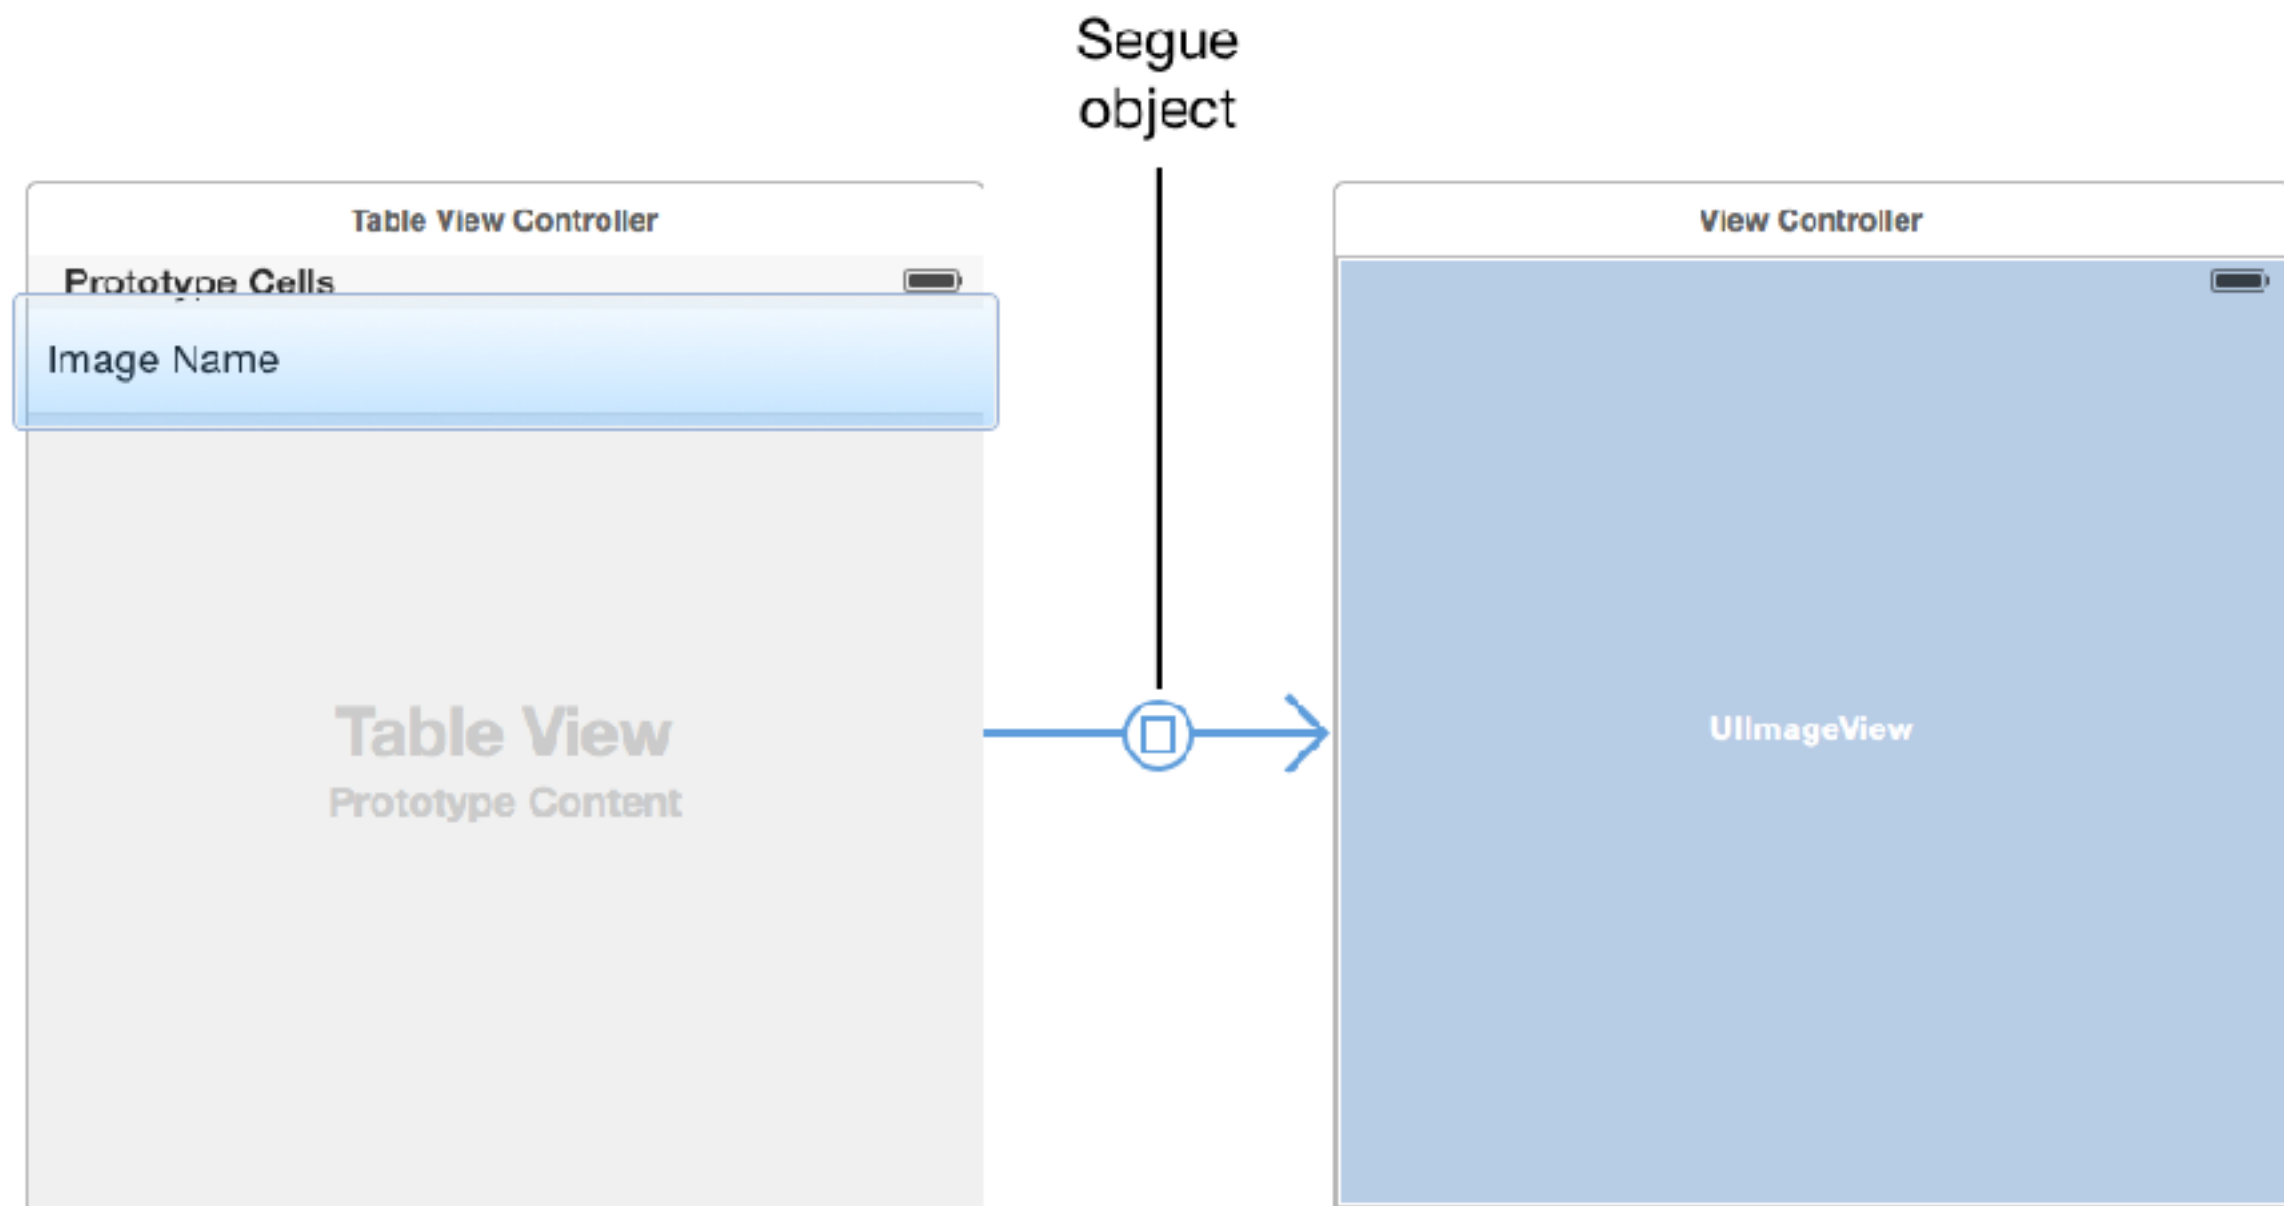 Segue
object
Table View Controller
Prototype Cells
Image Name
Table View
Prototype Content
View Controller
UIImageView